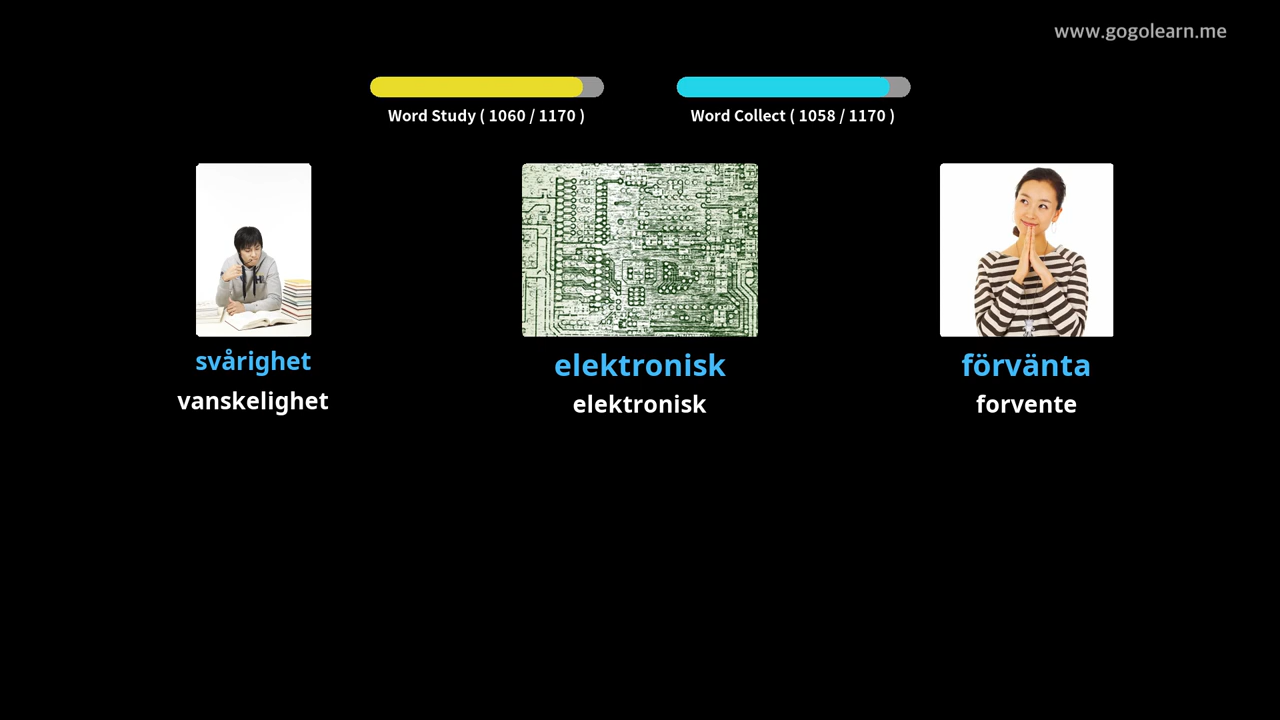 www.gogolearn.me
Word Study ( 1060 / 1170 )
Word Collect ( 1058 / 1170 )
svårighet
vanskelighet
elektronisk
elektronisk
förvänta
forvente